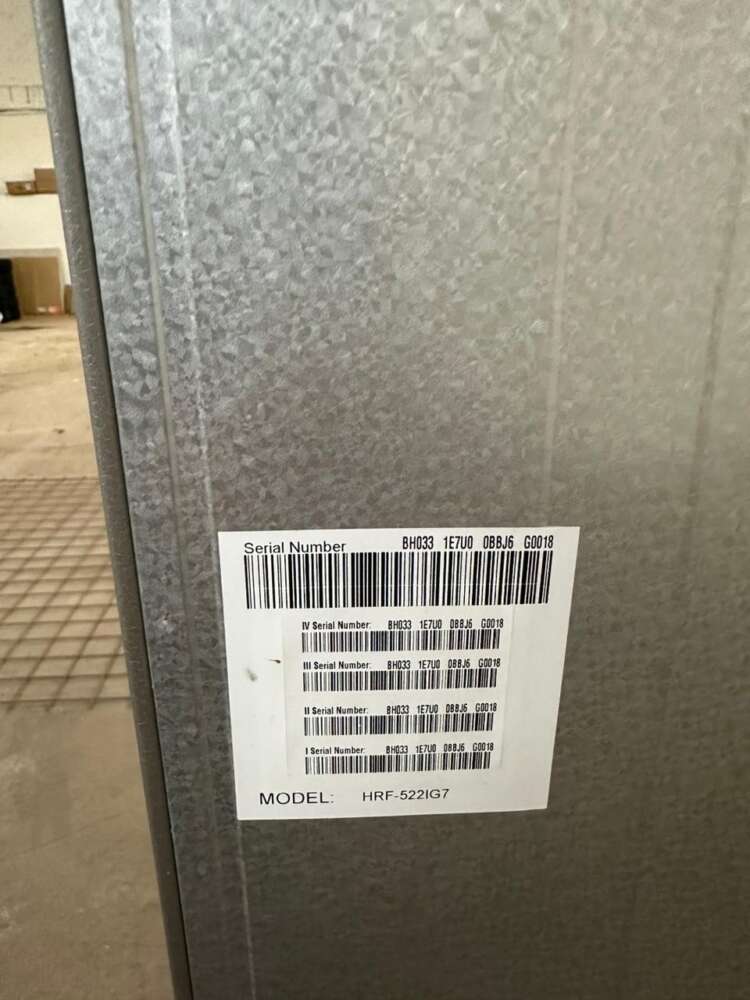 Serial Number BH033 1E7U0 0BBJ6 G0018
IV Serial Number: BH033 1E7U0 0BBJ6 G0018
III Serial Number: BH033 1E7U0 0BBJ6 G0018
II Serial Number: BH033 1E7U0 0BBJ6 G0018
I Serial Number: BH033 1E7U0 0BBJ6 G0018
MODEL: HRF-522IG7